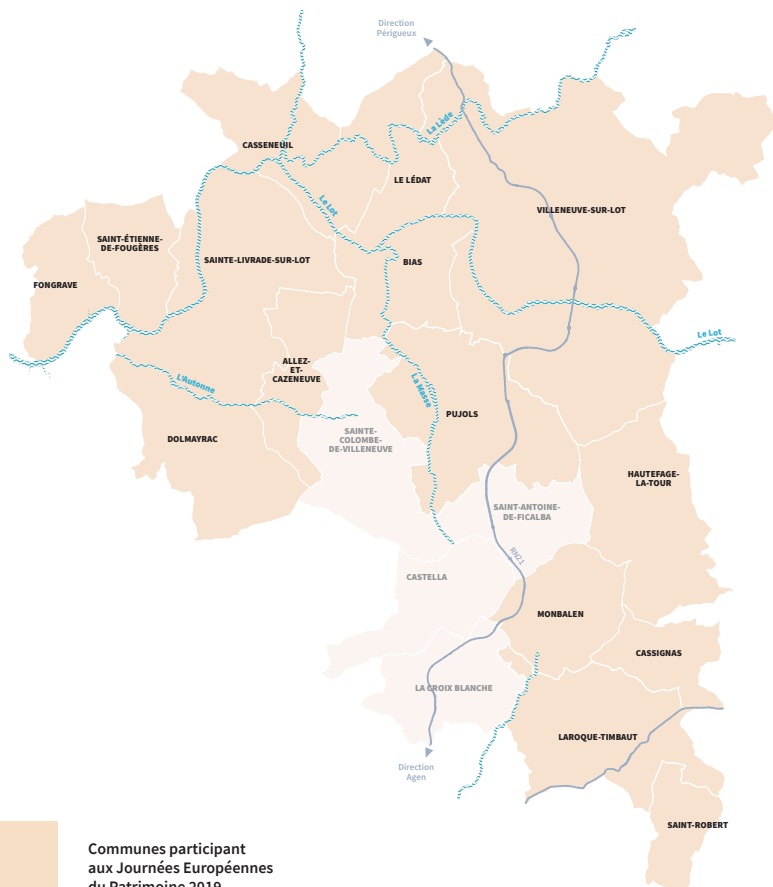 Direction
Périgueux
La Lède
CASSENEUIL
LE LÉDAT
Le Lot
VILLENEUVE-SUR-LOT
SAINT-ÉTIENNE-
DE-FOUGÈRES
SAINTE-LIVRADE-SUR-LOT
BIAS
FONGRAVE
Le Lot
ALLEZ-
ET-
CAZENEUVE
L'Autonne
La Masse
PUJOLS
DOLMAYRAC
SAINTE-
COLOMBE-
DE-VILLENEUVE
HAUTEFAGE-
LA-TOUR
SAINT-ANTOINE-
DE-FICALBA
RN21
CASTELLA
MONBALEN
CASSIGNAS
LA CROIX BLANCHE
LAROQUE-TIMBAUT
Direction
Agen
SAINT-ROBERT
Communes participant
aux Journées Européennes
du Patrimoine 2019